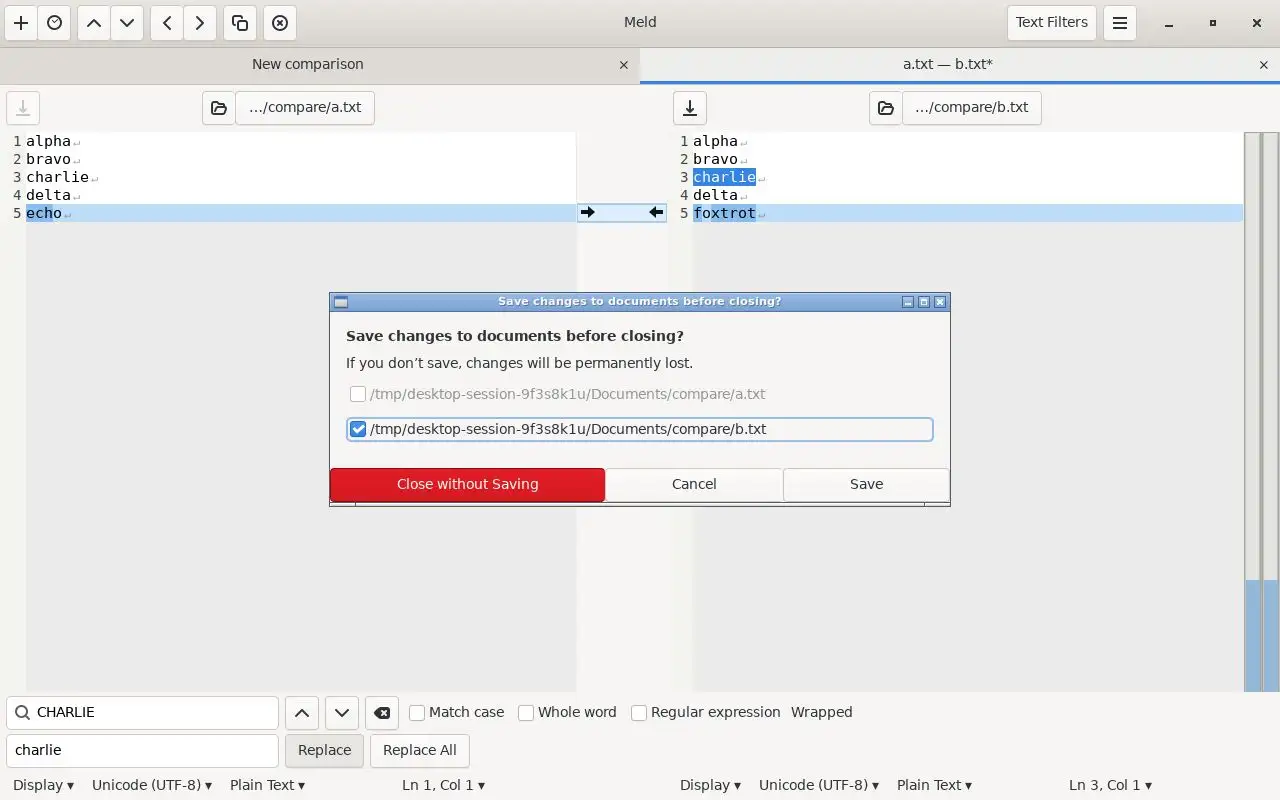 Meld
Text Filters
New comparison
a.txt — b.txt*
.../compare/a.txt
.../compare/b.txt
1 alpha
2 bravo
3 charlie
4 delta
5 echo
1 alpha
2 bravo
3 charlie
4 delta
5 foxtrot
Save changes to documents before closing?
Save changes to documents before closing?
If you don’t save, changes will be permanently lost.
/tmp/desktop-session-9f3s8k1u/Documents/compare/a.txt
/tmp/desktop-session-9f3s8k1u/Documents/compare/b.txt
Close without Saving Cancel Save
CHARLIE Match case Whole word Regular expression Wrapped
charlie Replace Replace All
Display Unicode (UTF-8) Plain Text Ln 1, Col 1 Display Unicode (UTF-8) Plain Text Ln 3, Col 1